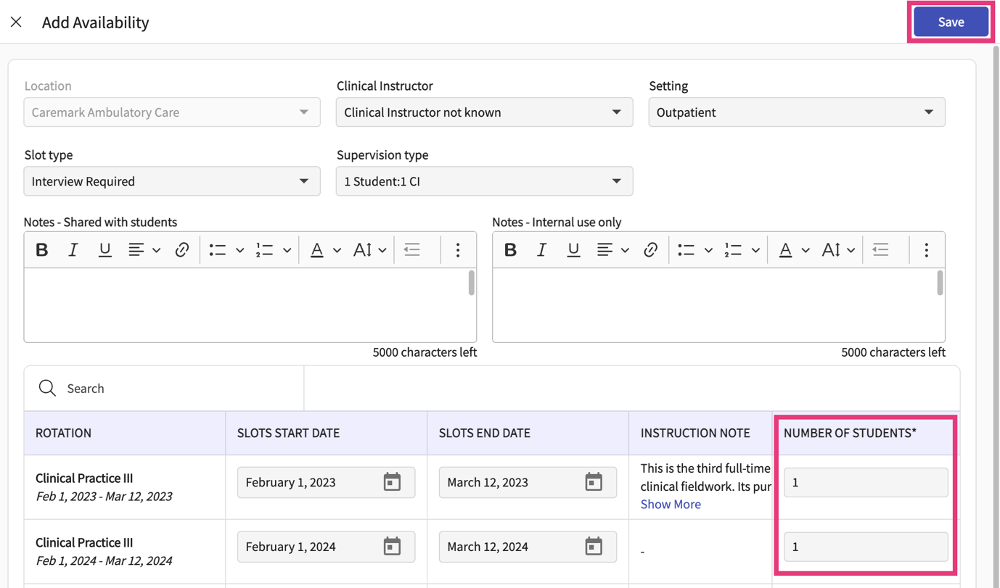 Add Availability
Save
Location
Clinical Instructor
Setting
Caremark Ambulatory Care
Clinical Instructor not known
Outpatient
Slot type
Supervision type
Interview Required
1 Student:1 CI
Notes - Shared with students
Notes - Internal use only
5000 characters left
5000 characters left
Search
ROTATION
SLOTS START DATE
SLOTS END DATE
INSTRUCTION NOTE
NUMBER OF STUDENTS*
Clinical Practice III
Feb 1, 2023 - Mar 12, 2023
February 1, 2023
March 12, 2023
This is the third full-time
clinical fieldwork. Its pur
Show More
1
Clinical Practice III
Feb 1, 2024 - Mar 12, 2024
February 1, 2024
March 12, 2024
-
1